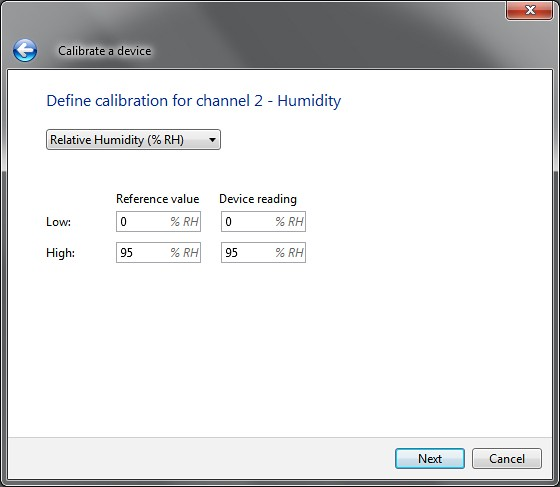 Calibrate a device
Define calibration for channel 2 - Humidity
Relative Humidity (% RH)
Reference value Device reading
Low: 0 % RH 0 % RH
High: 95 % RH 95 % RH
Next Cancel